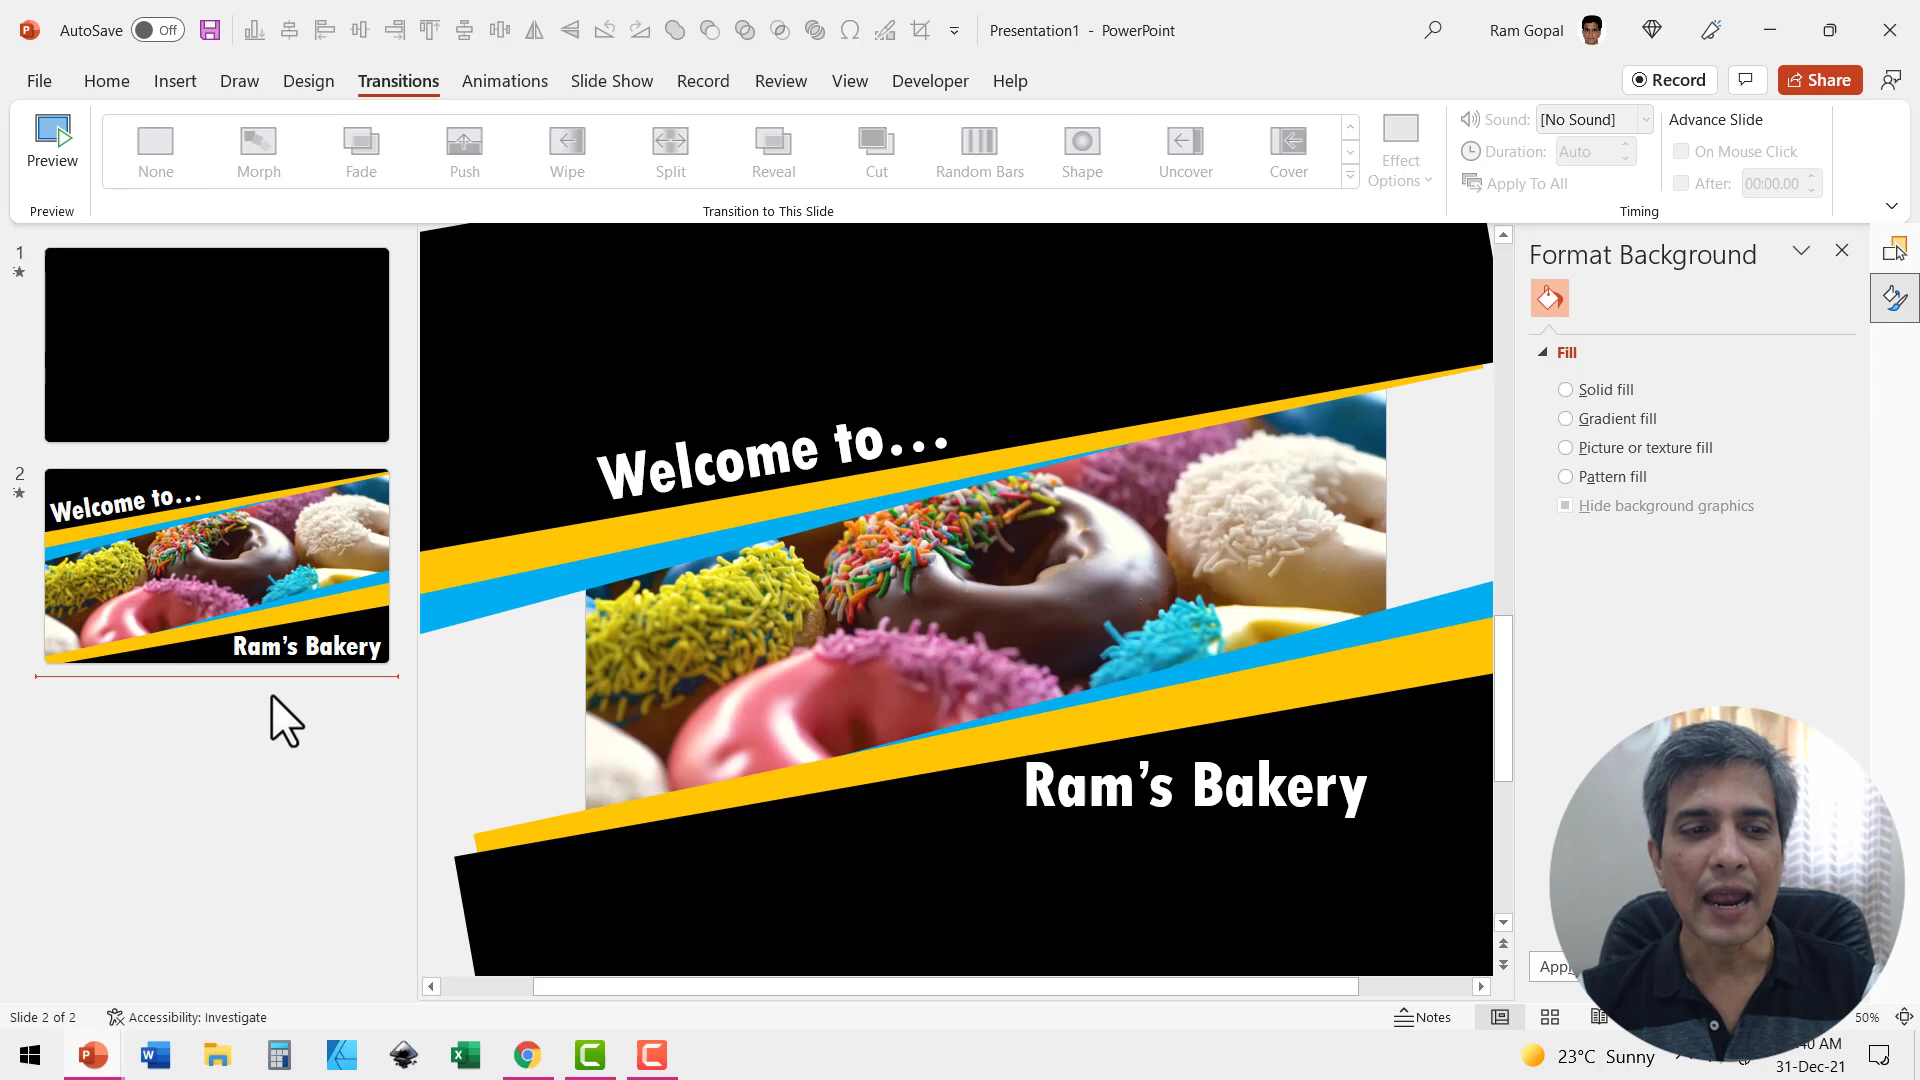 AutoSave Off
Presentation1 - PowerPoint
Ram Gopal
File Home Insert Draw Design Transitions Animations Slide Show Record Review View Developer Help
Record
Share
Preview
None Morph Fade Push Wipe Split Reveal Cut Random Bars Shape Uncover Cover
Effect
Options
Sound: [No Sound]
Duration: Auto
Apply To All
Advance Slide
On Mouse Click
After: 00:00.00
Preview
Transition to This Slide
Timing
1
2
Welcome to...
Ram's Bakery
Welcome to...
Ram's Bakery
Format Background
Fill
Solid fill
Gradient fill
Picture or texture fill
Pattern fill
Hide background graphics
Slide 2 of 2
Accessibility: Investigate
Notes
50%
23°C Sunny
AM
31-Dec-21